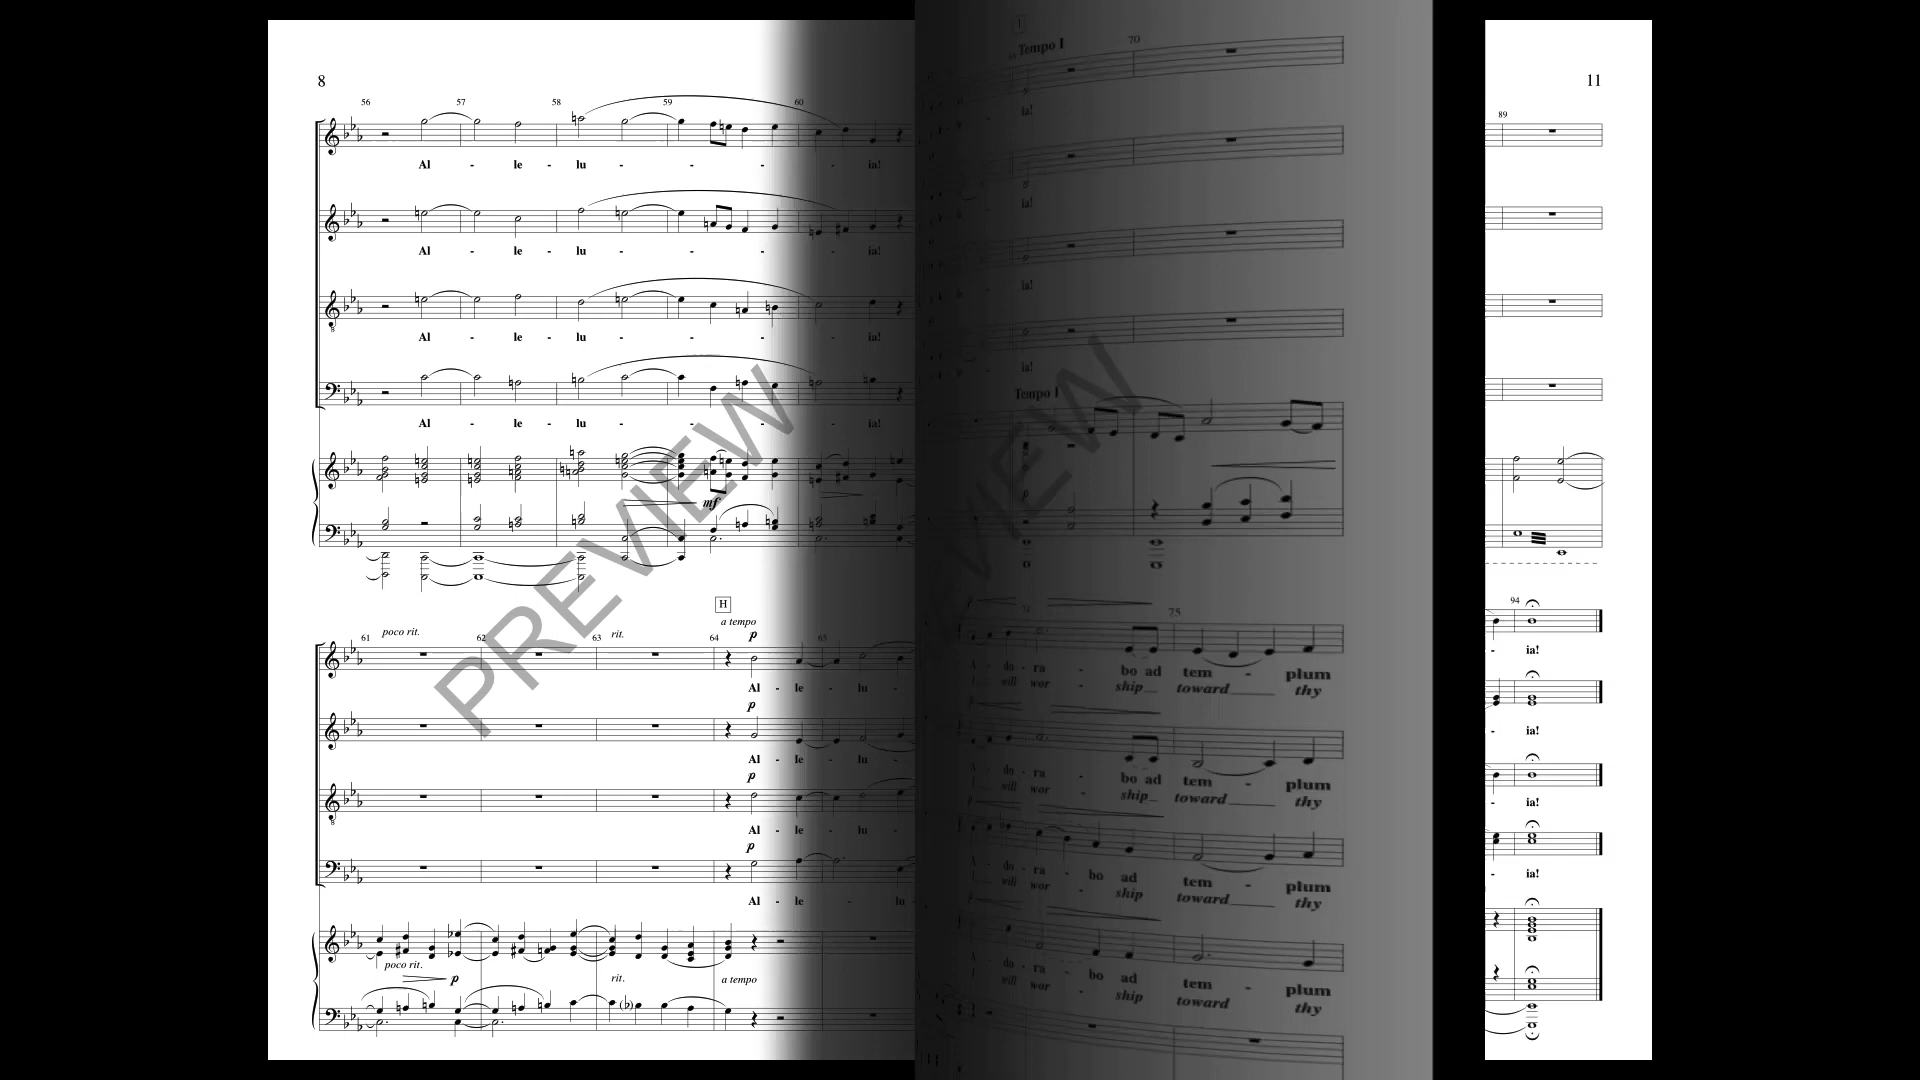 8
56 57 58 59 60
Al - le - lu - - - ia!
Al - le - lu - - - ia!
Al - le - lu - - - ia!
Al - le - lu - - - ia!
mf
H
61 poco rit. 62 63 rit. 64 a tempo 65
p
Al - le - lu -
p
Al - le - lu -
p
Al - le - lu -
p
Al - le - lu
poco rit. p rit. a tempo
PREVIEW
I
Tempo I 70
ia!
ia!
ia!
ia!
Tempo I
p
75
do - ra - bo ad tem - plum
will wor - ship toward thy
do - ra - bo ad tem - plum
will wor - ship toward thy
do - ra - bo ad tem - plum
will wor - ship toward thy
do - ra - bo ad tem - plum
will wor - ship toward thy
11
89
94
- ia!
- ia!
- ia!
- ia!